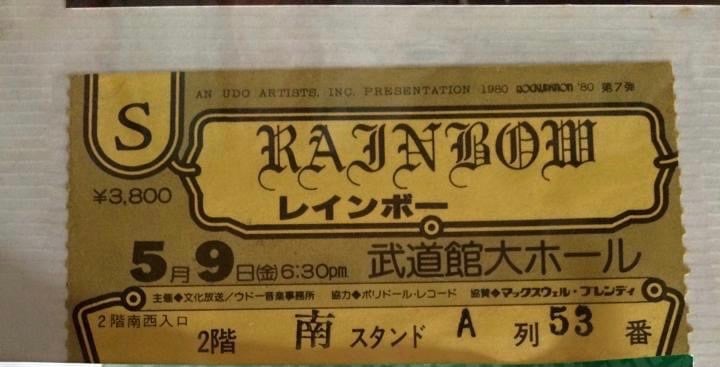 AN UDO ARTISTS, INC. PRESENTATION 1980 ROCKUPATION '80 第7弾
S
RAINBOW
¥3,800
レインボー
5月9日(金)6:30pm 武道館大ホール
主催◆文化放送/ウドー音楽事務所 協力◆ポリドール・レコード 協賛◆マックスウェル・ブレンディ
2階南西入口
2階 南 スタンド A 列 53 番